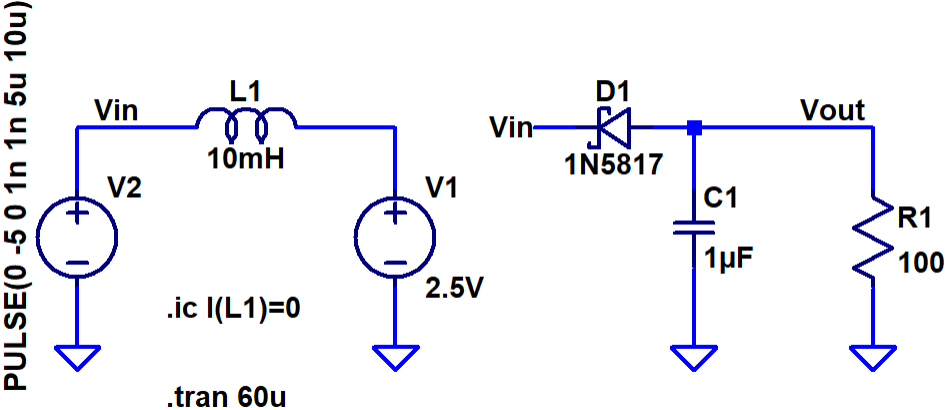 PULSE(0 -5 0 1n 1n 5u 10u)
Vin
L1
10mH
V2
V1
2.5V
.ic I(L1)=0
.tran 60u
Vin
D1
1N5817
Vout
C1
1µF
R1
100